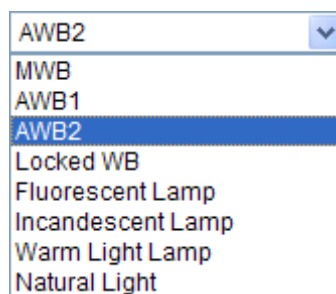 AWB2
MWB
AWB1
AWB2
Locked WB
Fluorescent Lamp
Incandescent Lamp
Warm Light Lamp
Natural Light